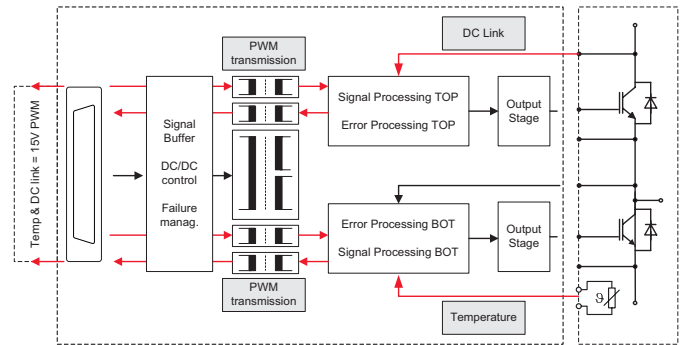 PWM
transmission
DC Link
Temp & DC link = 15V PWM
Signal
Buffer
DC/DC
control
Failure
manag.
Signal Processing TOP
Error Processing TOP
Output
Stage
Error Processing BOT
Signal Processing BOT
Output
Stage
PWM
transmission
Temperature
ϑ